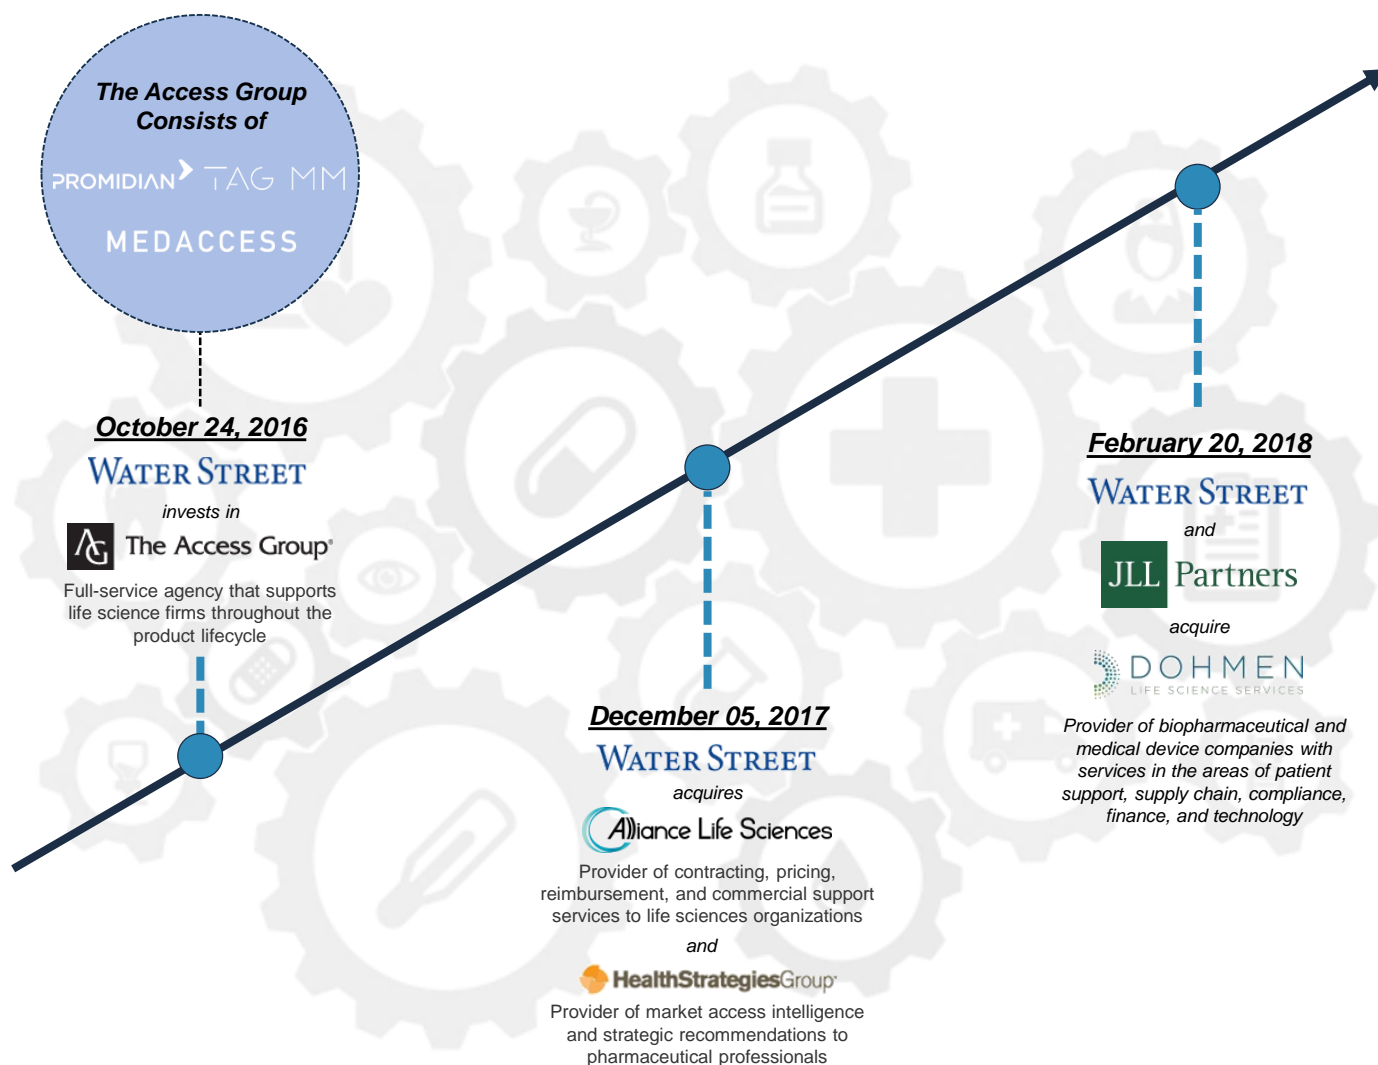 The Access Group
Consists of
PROMIDIAN TAG MM
MEDACCESS
October 24, 2016
WATER STREET
invests in
AG The Access Group®
Full-service agency that supports
life science firms throughout the
product lifecycle
December 05, 2017
WATER STREET
acquires
Alliance Life Sciences
Provider of contracting, pricing,
reimbursement, and commercial support
services to life sciences organizations
and
HealthStrategiesGroup
Provider of market access intelligence
and strategic recommendations to
pharmaceutical professionals
February 20, 2018
WATER STREET
and
JLL Partners
acquire
DOHMEN
LIFE SCIENCE SERVICES
Provider of biopharmaceutical and
medical device companies with
services in the areas of patient
support, supply chain, compliance,
finance, and technology